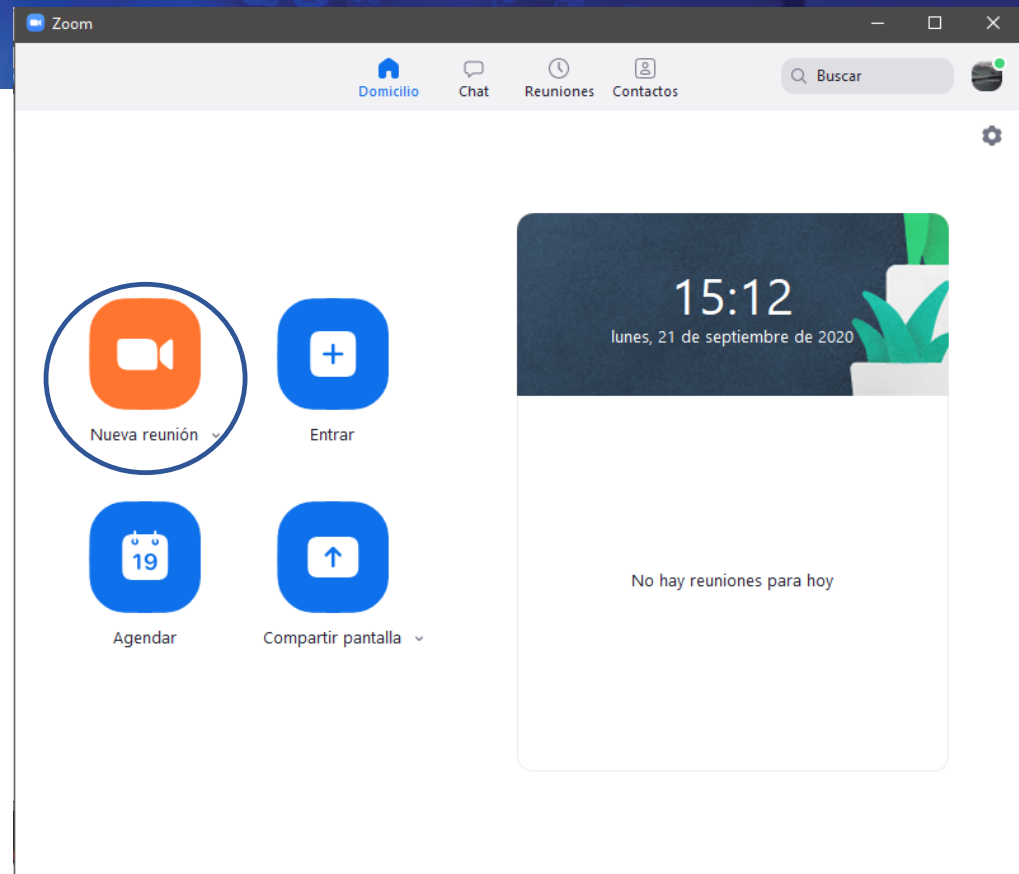 Zoom
Domicilio
Chat
Reuniones
Contactos
Buscar
15:12
lunes, 21 de septiembre de 2020
Nueva reunión
Entrar
19
Agendar
Compartir pantalla
No hay reuniones para hoy